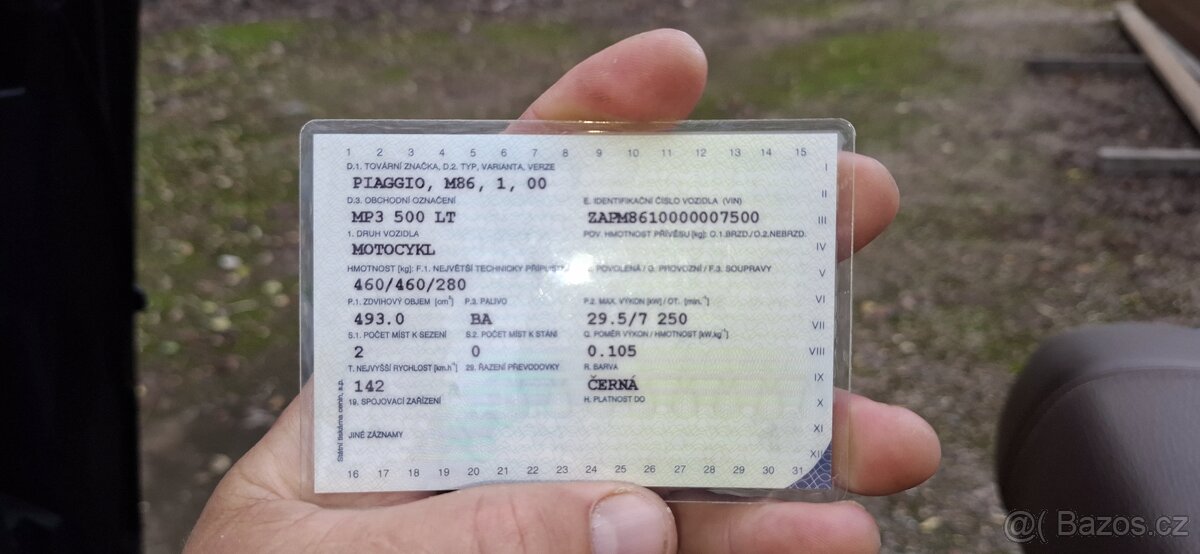 1 2 3 4 5 6 7 8 9 10 11 12 13 14 15
D.1. TOVÁRNÍ ZNAČKA, D.2. TYP, VARIANTA, VERZE I
PIAGGIO, M86, 1, 00 II
D.3. OBCHODNÍ OZNAČENÍ E. IDENTIFIKAČNÍ ČÍSLO VOZIDLA (VIN)
MP3 500 LT ZAPM8610000007500 III
1. DRUH VOZIDLA POV. HMOTNOST PŘÍVĚSU [kg]: O.1.BRZD./O.2.NEBRZD.
MOTOCYKL IV
HMOTNOST [kg]: F.1. NEJVĚTŠÍ TECHNICKY POVOLENÁ / G. PROVOZNÍ / F.3. SOUPRAVY V
460/460/280
P.1. ZDVIHOVÝ OBJEM [cm³] P.3. PALIVO P.2. MAX. VÝKON [kW] / OT. [min.⁻¹] VI
493.0 BA 29.5/7 250 VII
S.1. POČET MÍST K SEZENÍ S.2. POČET MÍST K STÁNÍ Q. POMĚR VÝKON / HMOTNOST [kW.kg⁻¹]
2 0 0.105 VIII
T. NEJVYŠŠÍ RYCHLOST [km.h⁻¹] 29. ŘAZENÍ PŘEVODOVKY R. BARVA
142 ČERNÁ IX
19. SPOJOVACÍ ZAŘÍZENÍ H. PLATNOST DO X
JINÉ ZÁZNAMY XI
XII
16 17 18 19 20 21 22 23 24 25 26 27 28 29 30 31
Státní tiskárna cenin, s.p.
@( Bazos.cz